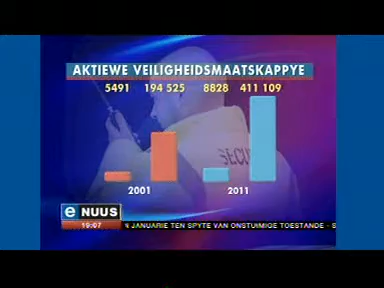 AKTIEWE VEILIGHEIDSMAATSKAPPYE
5491 194 525 8828 411 109
SECU
2001 2011
e NUUS
19:07 N JANUARIE TEN SPYTE VAN ONSTUIMIGE TOESTANDE - S